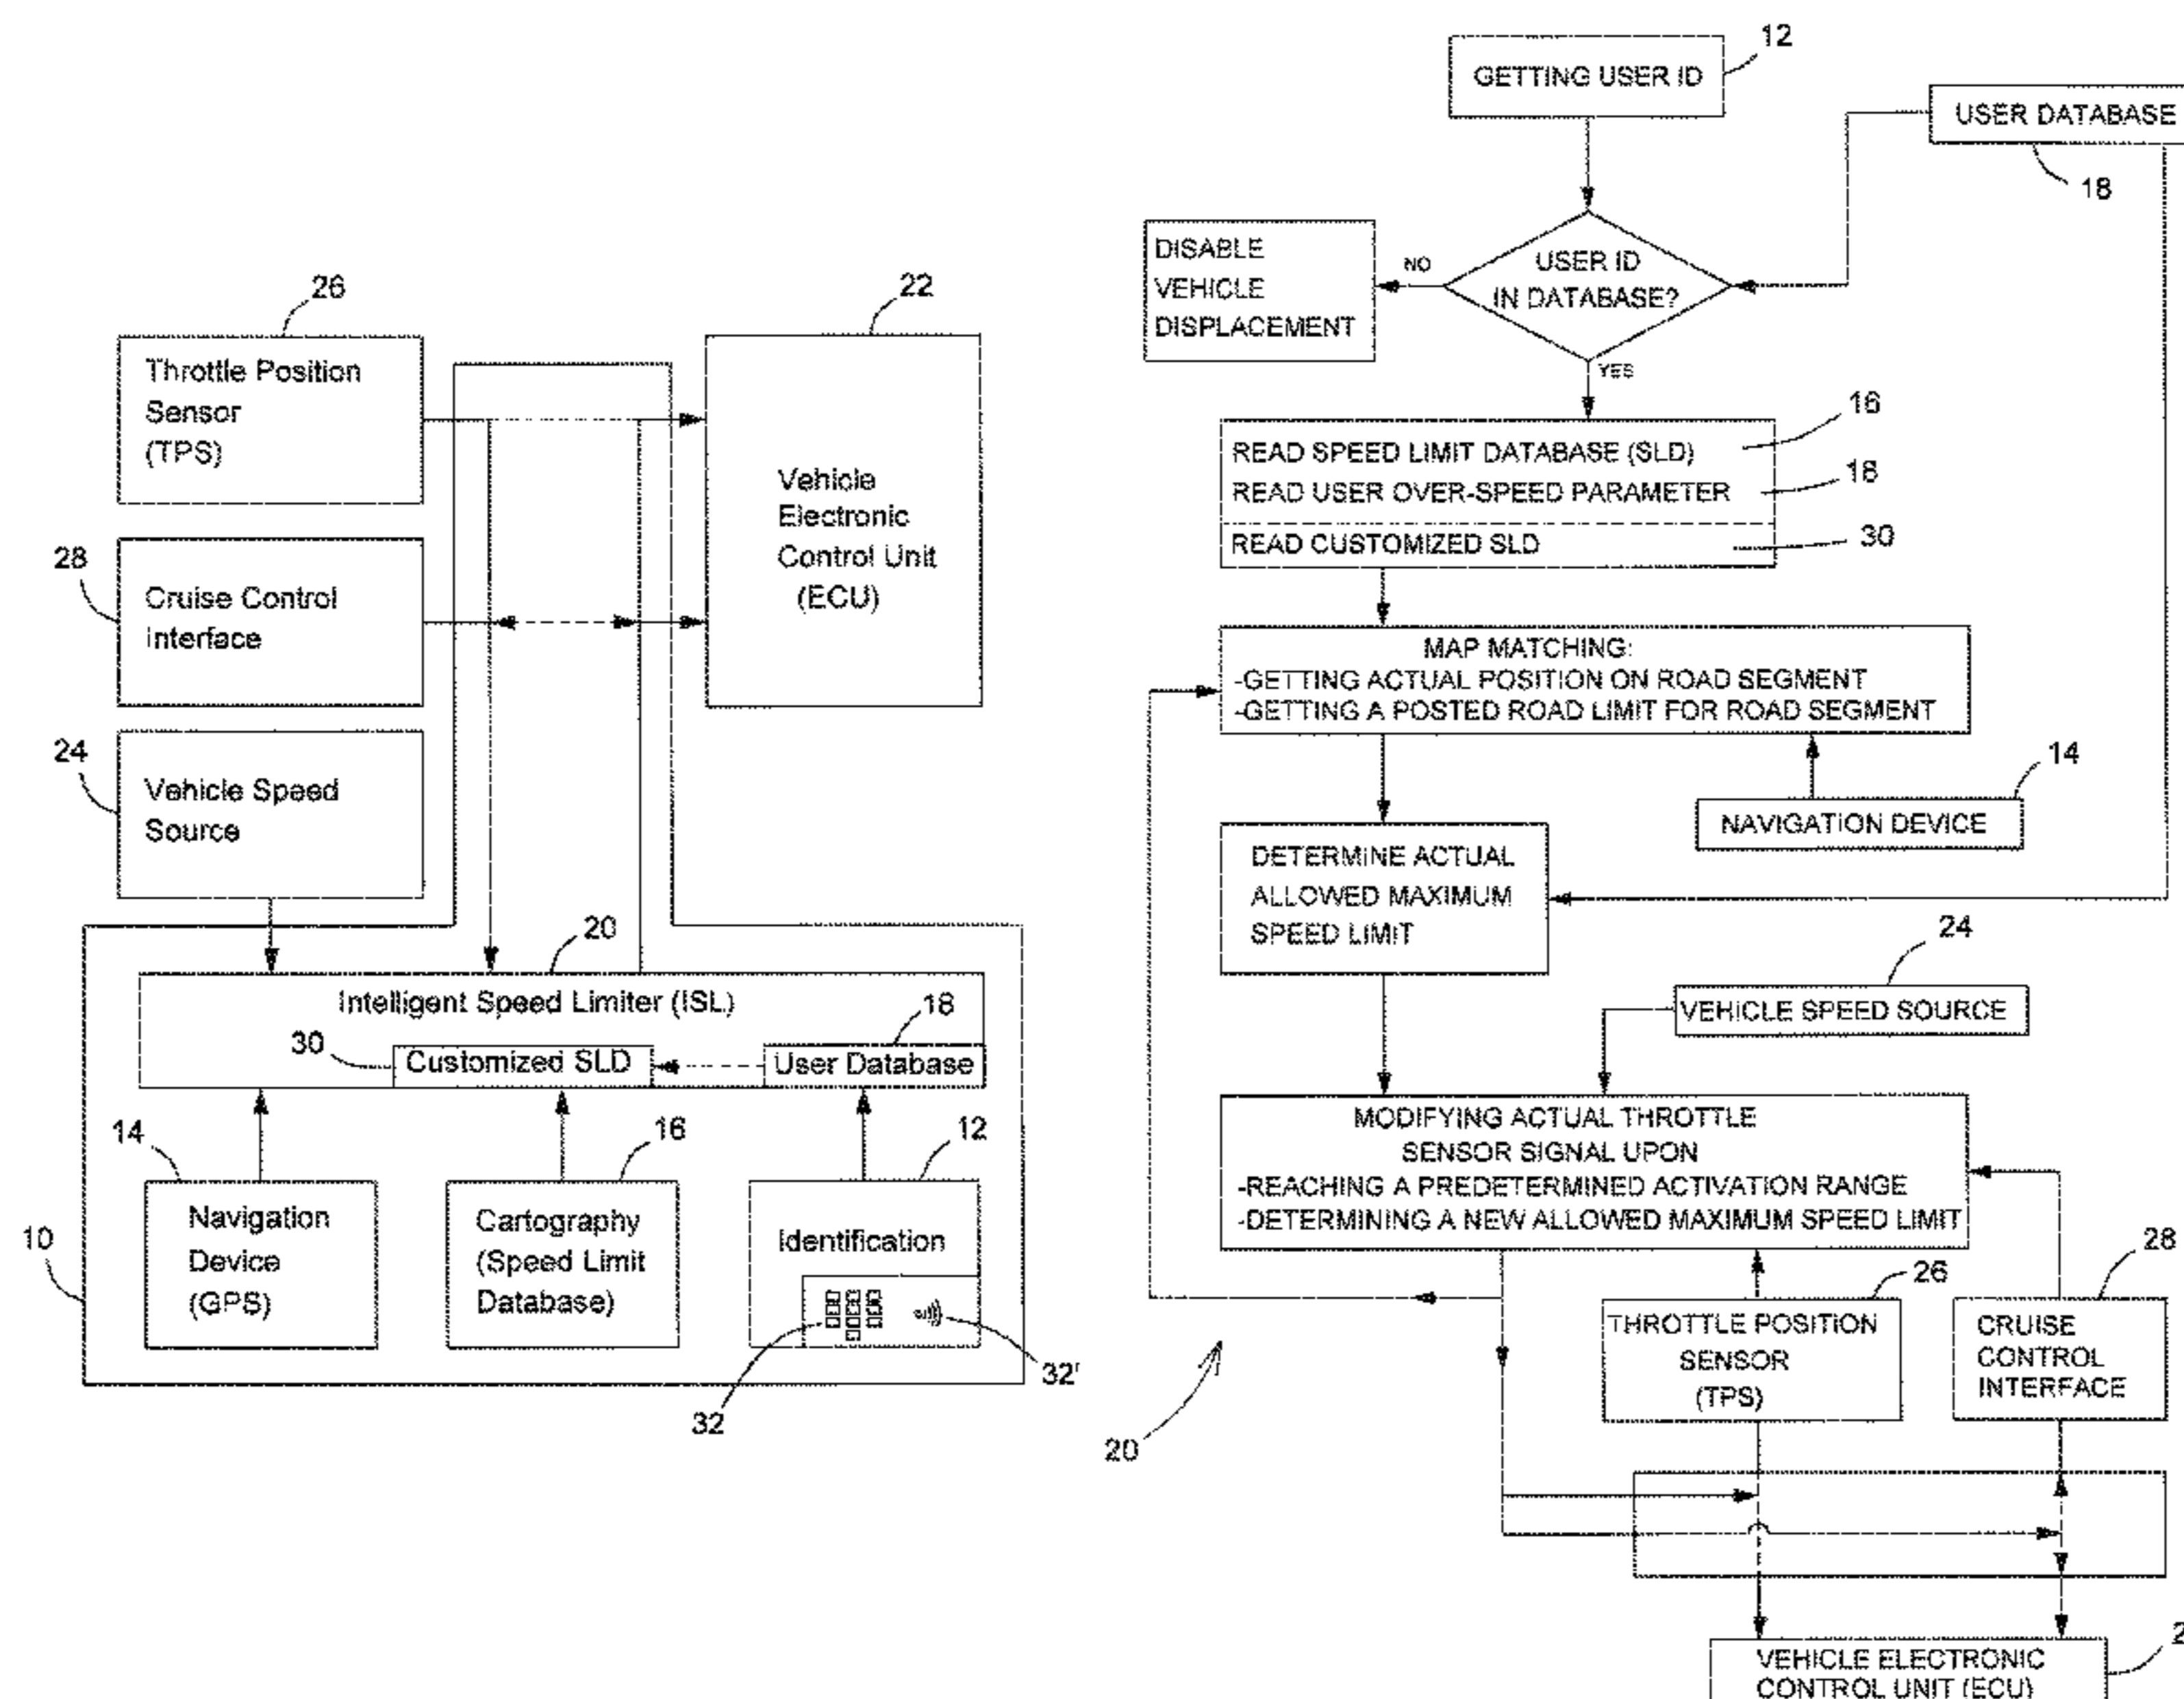 26
Throttle Position
Sensor
(TPS)
22
Vehicle
Electronic
Control Unit
(ECU)
28
Cruise Control
Interface
24
Vehicle Speed
Source
20
Intelligent Speed Limiter (ISL)
18
30
Customized SLD
User Database
14
16
12
Navigation
Device
(GPS)
Cartography
(Speed Limit
Database)
Identification
10
32
32'
12
GETTING USER ID
USER DATABASE
18
DISABLE
VEHICLE
DISPLACEMENT
NO
USER ID
IN DATABASE?
YES
READ SPEED LIMIT DATABASE (SLD)
16
READ USER OVER-SPEED PARAMETER
18
READ CUSTOMIZED SLD
30
MAP MATCHING:
-GETTING ACTUAL POSITION ON ROAD SEGMENT
-GETTING A POSTED ROAD LIMIT FOR ROAD SEGMENT
14
NAVIGATION DEVICE
DETERMINE ACTUAL
ALLOWED MAXIMUM
SPEED LIMIT
24
VEHICLE SPEED SOURCE
MODIFYING ACTUAL THROTTLE
SENSOR SIGNAL UPON
-REACHING A PREDETERMINED ACTIVATION RANGE
-DETERMINING A NEW ALLOWED MAXIMUM SPEED LIMIT
26
THROTTLE POSITION
SENSOR
(TPS)
28
CRUISE
CONTROL
INTERFACE
20
VEHICLE ELECTRONIC
CONTROL UNIT (ECU)